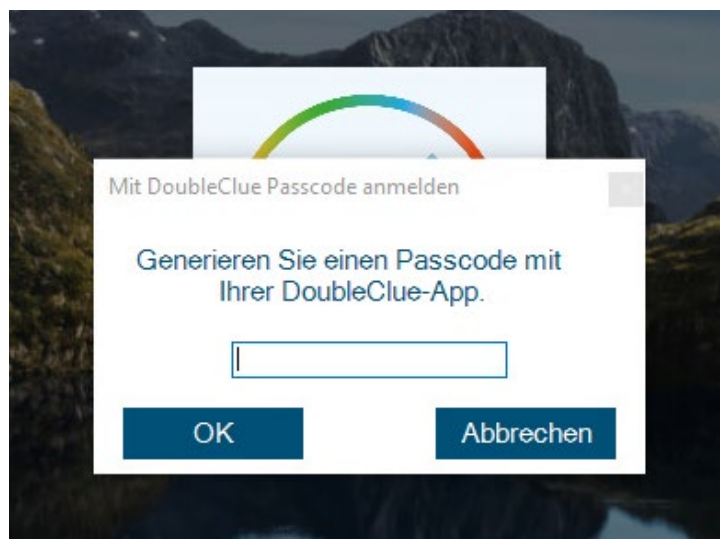 Mit DoubleClue Passcode anmelden
Generieren Sie einen Passcode mit
Ihrer DoubleClue-App.
OK
Abbrechen